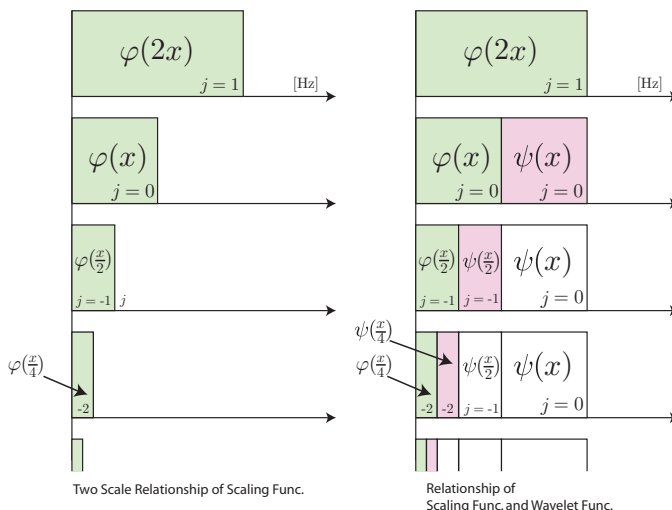 φ(2x)
j = 1
[Hz]
φ(x)
j = 0
φ(x/2)
j = -1
j
φ(x/4)
-2
Two Scale Relationship of Scaling Func.
φ(2x)
j = 1
[Hz]
φ(x)
j = 0
ψ(x)
j = 0
φ(x/2)
j = -1
ψ(x/2)
j = -1
ψ(x)
j = 0
ψ(x/4)
φ(x/4)
-2
-2
ψ(x/2)
j = -1
ψ(x)
j = 0
Relationship of
Scaling Func. and Wavelet Func.